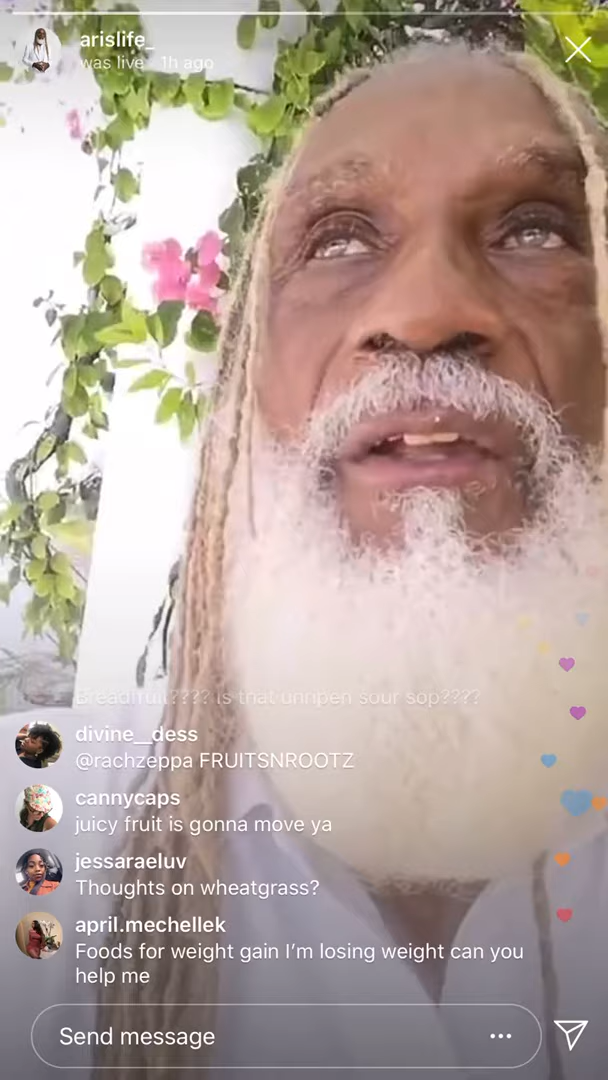 arislife_
was live · 1h ago
Breadfruit???? Is that unripen sour sop????
divine__dess
@rachzeppa FRUITSNROOTZ
cannycaps
juicy fruit is gonna move ya
jessaraeluv
Thoughts on wheatgrass?
april.mechellek
Foods for weight gain I’m losing weight can you
help me
Send message